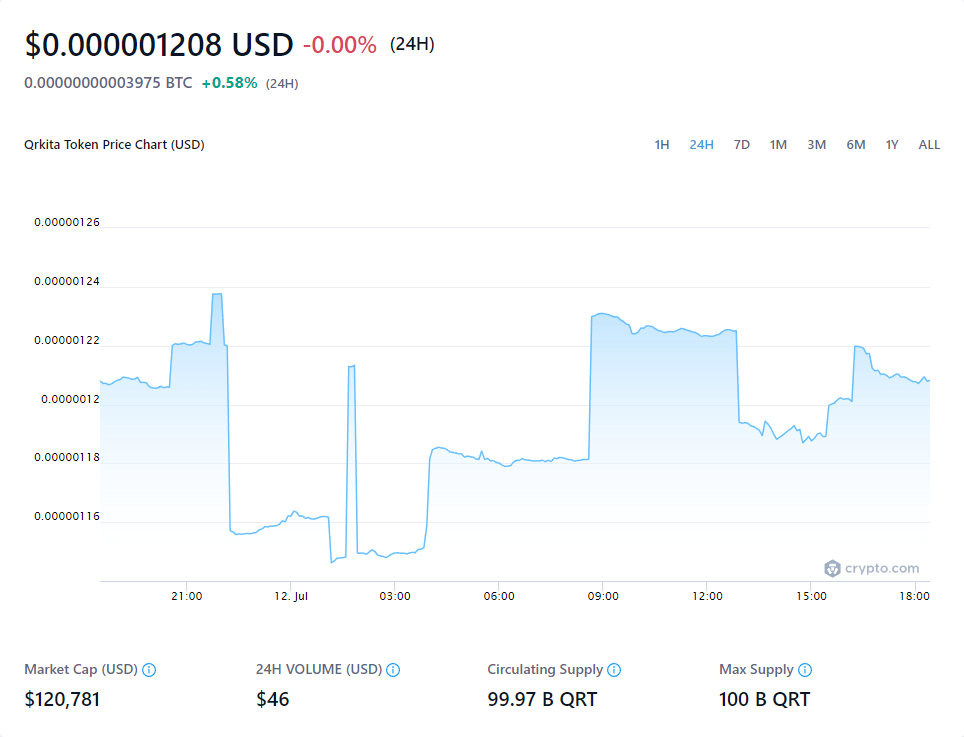 $0.000001208 USD -0.00% (24H)
0.00000000003975 BTC +0.58% (24H)
Qrkita Token Price Chart (USD)
1H 24H 7D 1M 3M 6M 1Y ALL
0.00000126
0.00000124
0.00000122
0.0000012
0.00000118
0.00000116
crypto.com
21:00 12. Jul 03:00 06:00 09:00 12:00 15:00 18:00
Market Cap (USD) 24H VOLUME (USD) Circulating Supply Max Supply
$120,781 $46 99.97 B QRT 100 B QRT